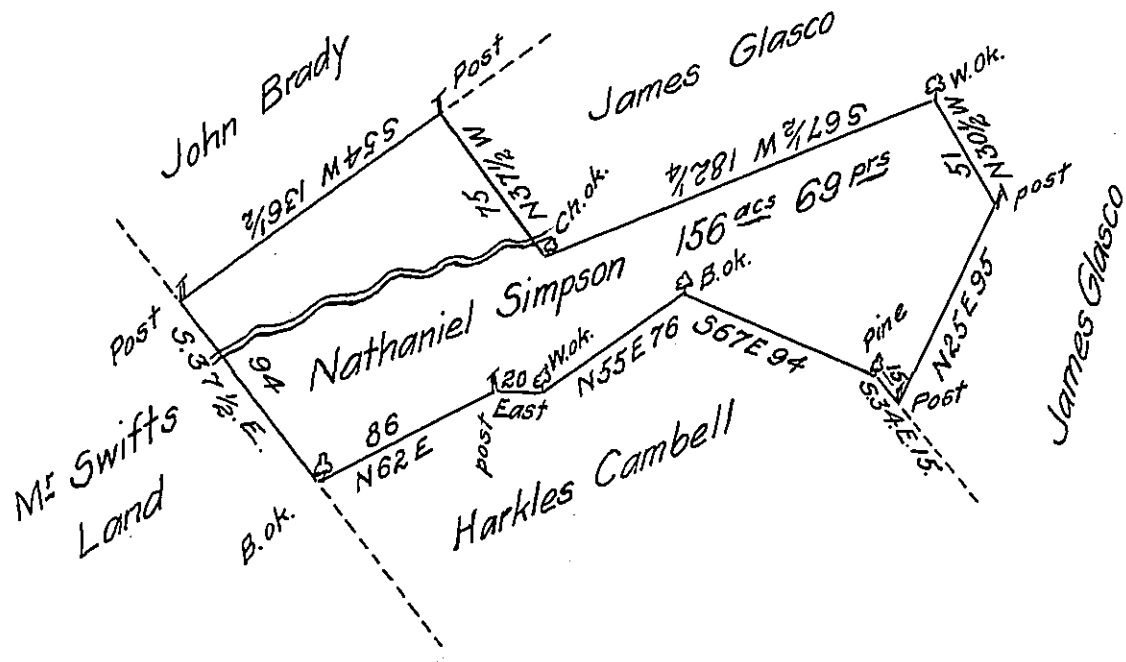 John Brady
Post
James Glasco
W.Ok.
S54W 136½
N37½W
75
Ch.ok.
S67½W 182¼
N30½W
51
post
156 acs 69 prs
James Glasco
Nathaniel Simpson
B.ok.
Post
S.37½.E.
94
W.ok.
N55E76
S67E94
Pine
15
N25E95
Post
S.34.E.15.
20
East
post
86
N62E
Mr Swifts
Land
B.ok.
Harkles Cambell